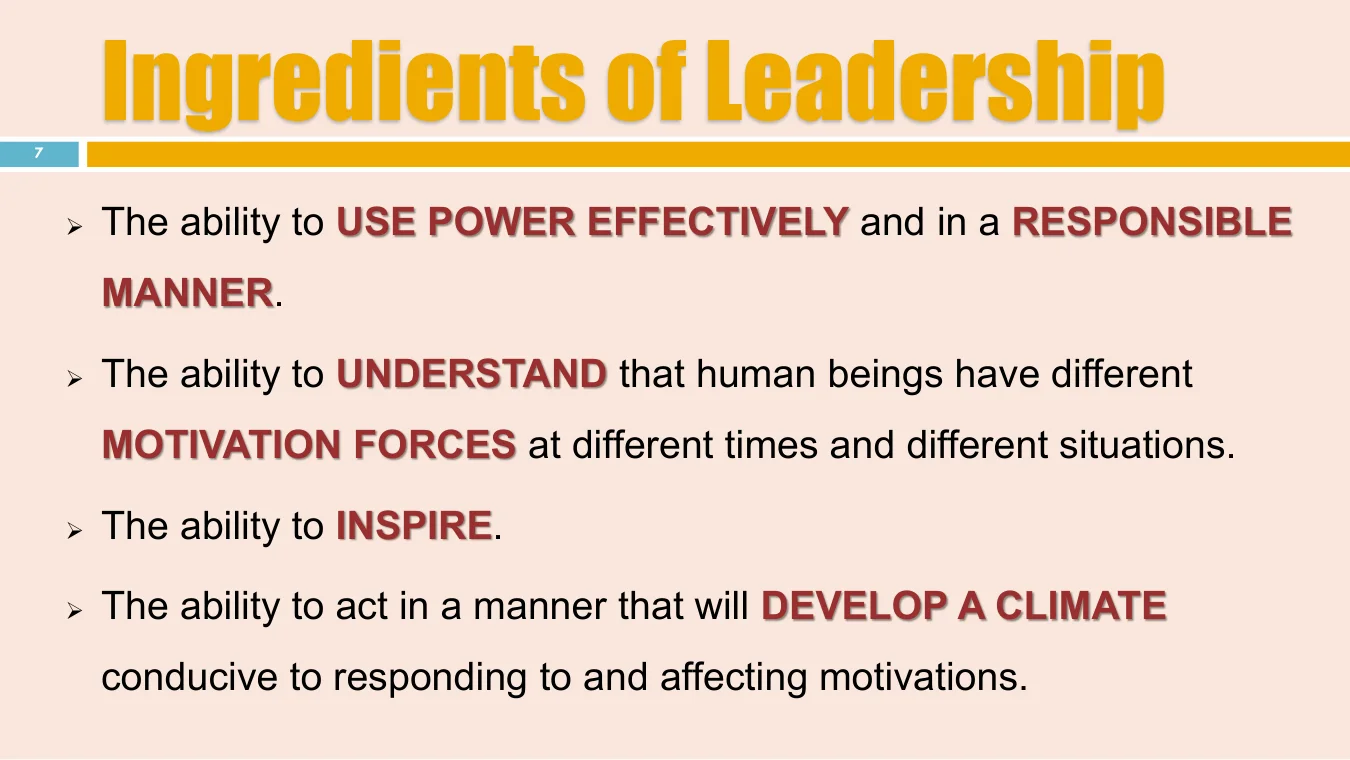 Ingredients of Leadership
7
➢ The ability to USE POWER EFFECTIVELY and in a RESPONSIBLE
MANNER.
➢ The ability to UNDERSTAND that human beings have different
MOTIVATION FORCES at different times and different situations.
➢ The ability to INSPIRE.
➢ The ability to act in a manner that will DEVELOP A CLIMATE
conducive to responding to and affecting motivations.